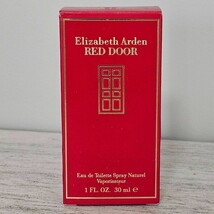 Elizabeth Arden
RED DOOR
Eau de Toilette Spray Naturel
Vaporisateur
1 FL. OZ. 30 ml ℮